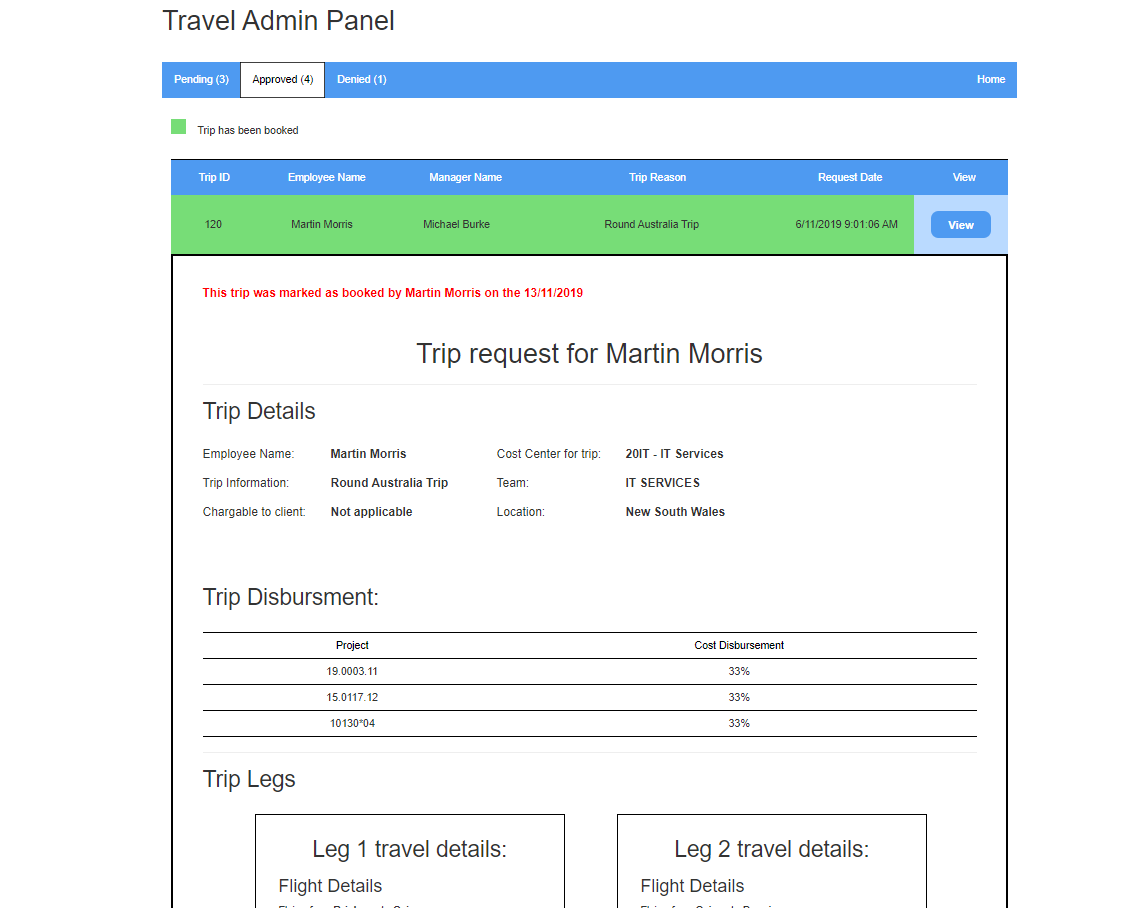 Travel Admin Panel
Pending (3) Approved (4) Denied (1) Home
Trip has been booked
Trip ID Employee Name Manager Name Trip Reason Request Date View
120 Martin Morris Michael Burke Round Australia Trip 6/11/2019 9:01:06 AM View
This trip was marked as booked by Martin Morris on the 13/11/2019
Trip request for Martin Morris
Trip Details
Employee Name: Martin Morris Cost Center for trip: 20IT - IT Services
Trip Information: Round Australia Trip Team: IT SERVICES
Chargable to client: Not applicable Location: New South Wales
Trip Disbursment:
Project Cost Disbursement
19.0003.11 33%
15.0117.12 33%
10130*04 33%
Trip Legs
Leg 1 travel details: Leg 2 travel details:
Flight Details Flight Details